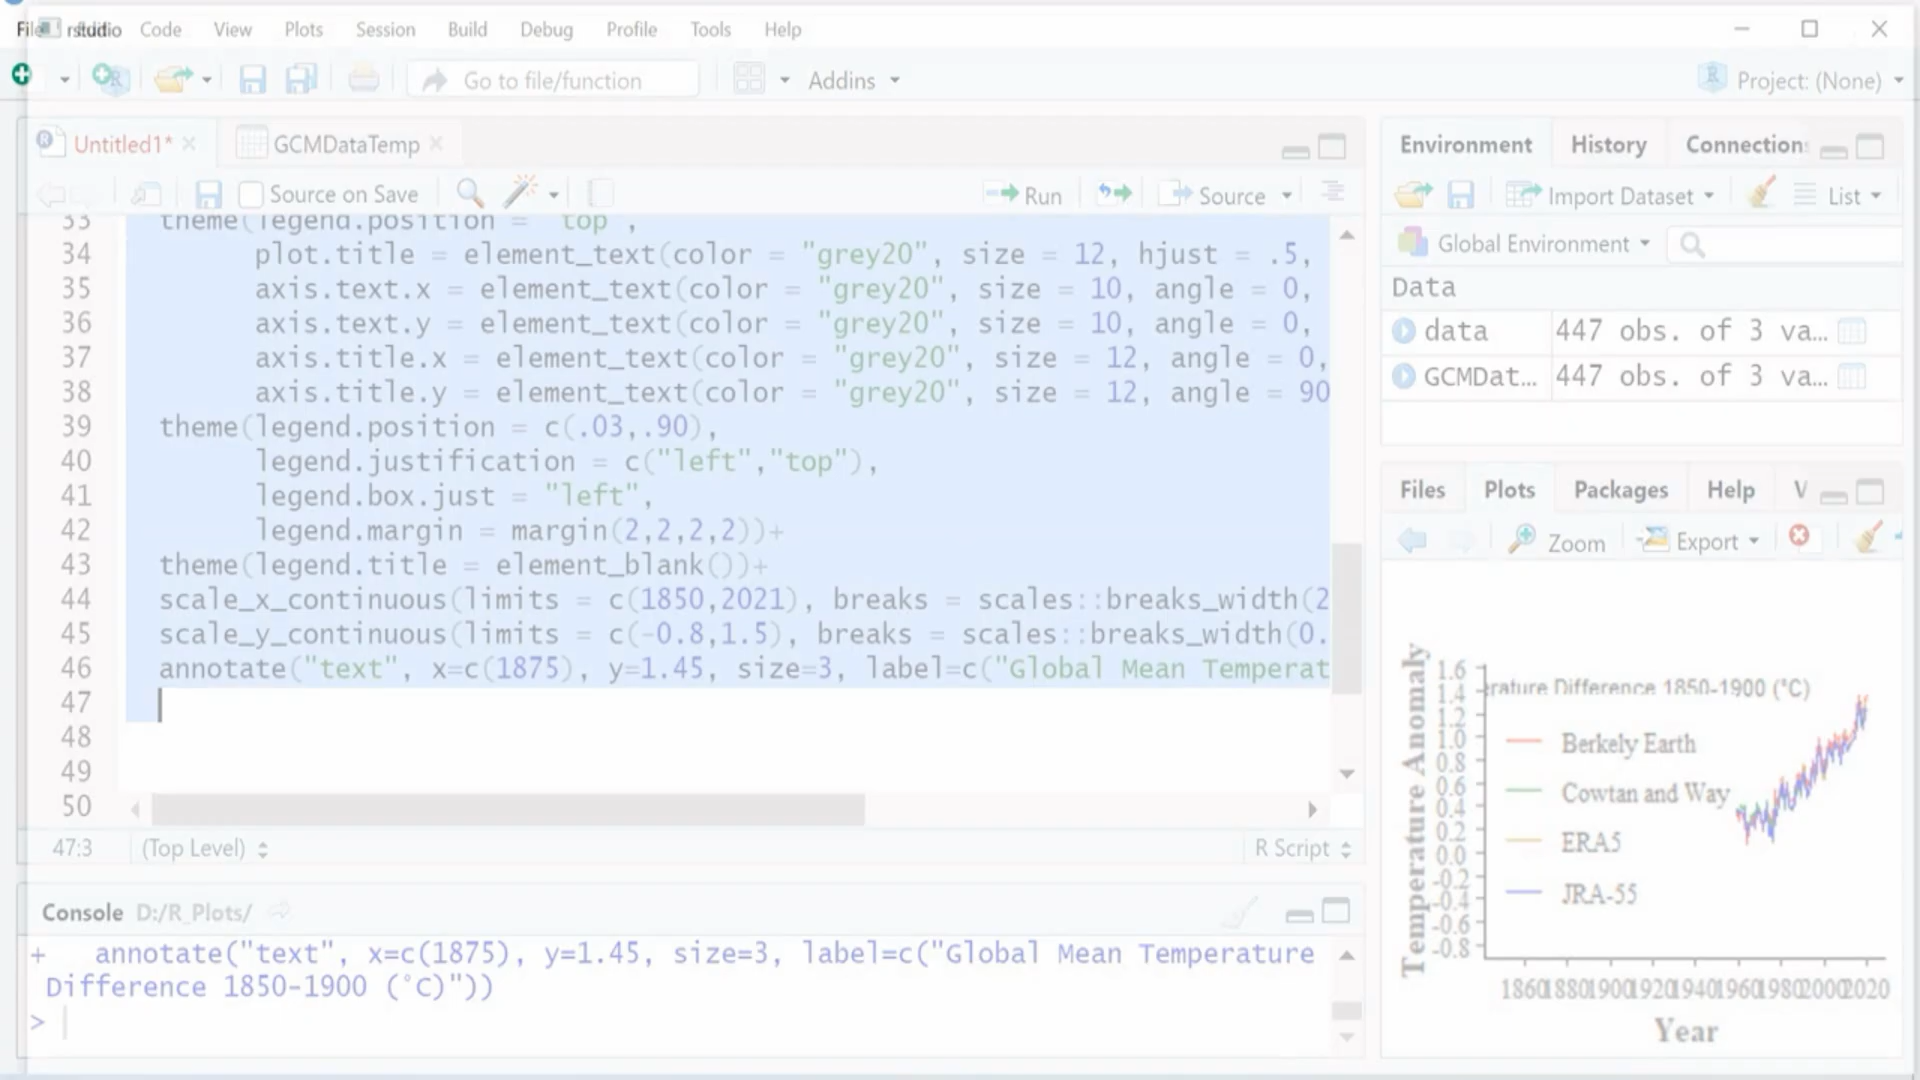 File Code View Plots Session Build Debug Profile Tools Help
Go to file/function Addins Project: (None)
Untitled1* GCMDataTemp
Source on Save Run Source
33 theme(legend.position = "top",
34 plot.title = element_text(color = "grey20", size = 12, hjust = .5,
35 axis.text.x = element_text(color = "grey20", size = 10, angle = 0,
36 axis.text.y = element_text(color = "grey20", size = 10, angle = 0,
37 axis.title.x = element_text(color = "grey20", size = 12, angle = 0,
38 axis.title.y = element_text(color = "grey20", size = 12, angle = 90
39 theme(legend.position = c(.03,.90),
40 legend.justification = c("left","top"),
41 legend.box.just = "left",
42 legend.margin = margin(2,2,2,2))+
43 theme(legend.title = element_blank())+
44 scale_x_continuous(limits = c(1850,2021), breaks = scales::breaks_width(2
45 scale_y_continuous(limits = c(-0.8,1.5), breaks = scales::breaks_width(0.
46 annotate("text", x=c(1875), y=1.45, size=3, label=c("Global Mean Temperat
47
48
49
50
47:3 (Top Level) R Script
Console D:/R_Plots/
+ annotate("text", x=c(1875), y=1.45, size=3, label=c("Global Mean Temperature
Difference 1850-1900 (°C)"))
>
Environment History Connections
Import Dataset List
Global Environment
Data
data 447 obs. of 3 va...
GCMDat... 447 obs. of 3 va...
Files Plots Packages Help V
Zoom Export
Temperature Anomaly
1.6
1.4
1.2
1.0
0.8
0.6
0.4
0.2
0.0
-0.2
-0.4
-0.6
-0.8
erature Difference 1850-1900 (°C)
Berkely Earth
Cowtan and Way
ERA5
JRA-55
1860 1880 1900 1920 1940 1960 1980 2000 2020
Year